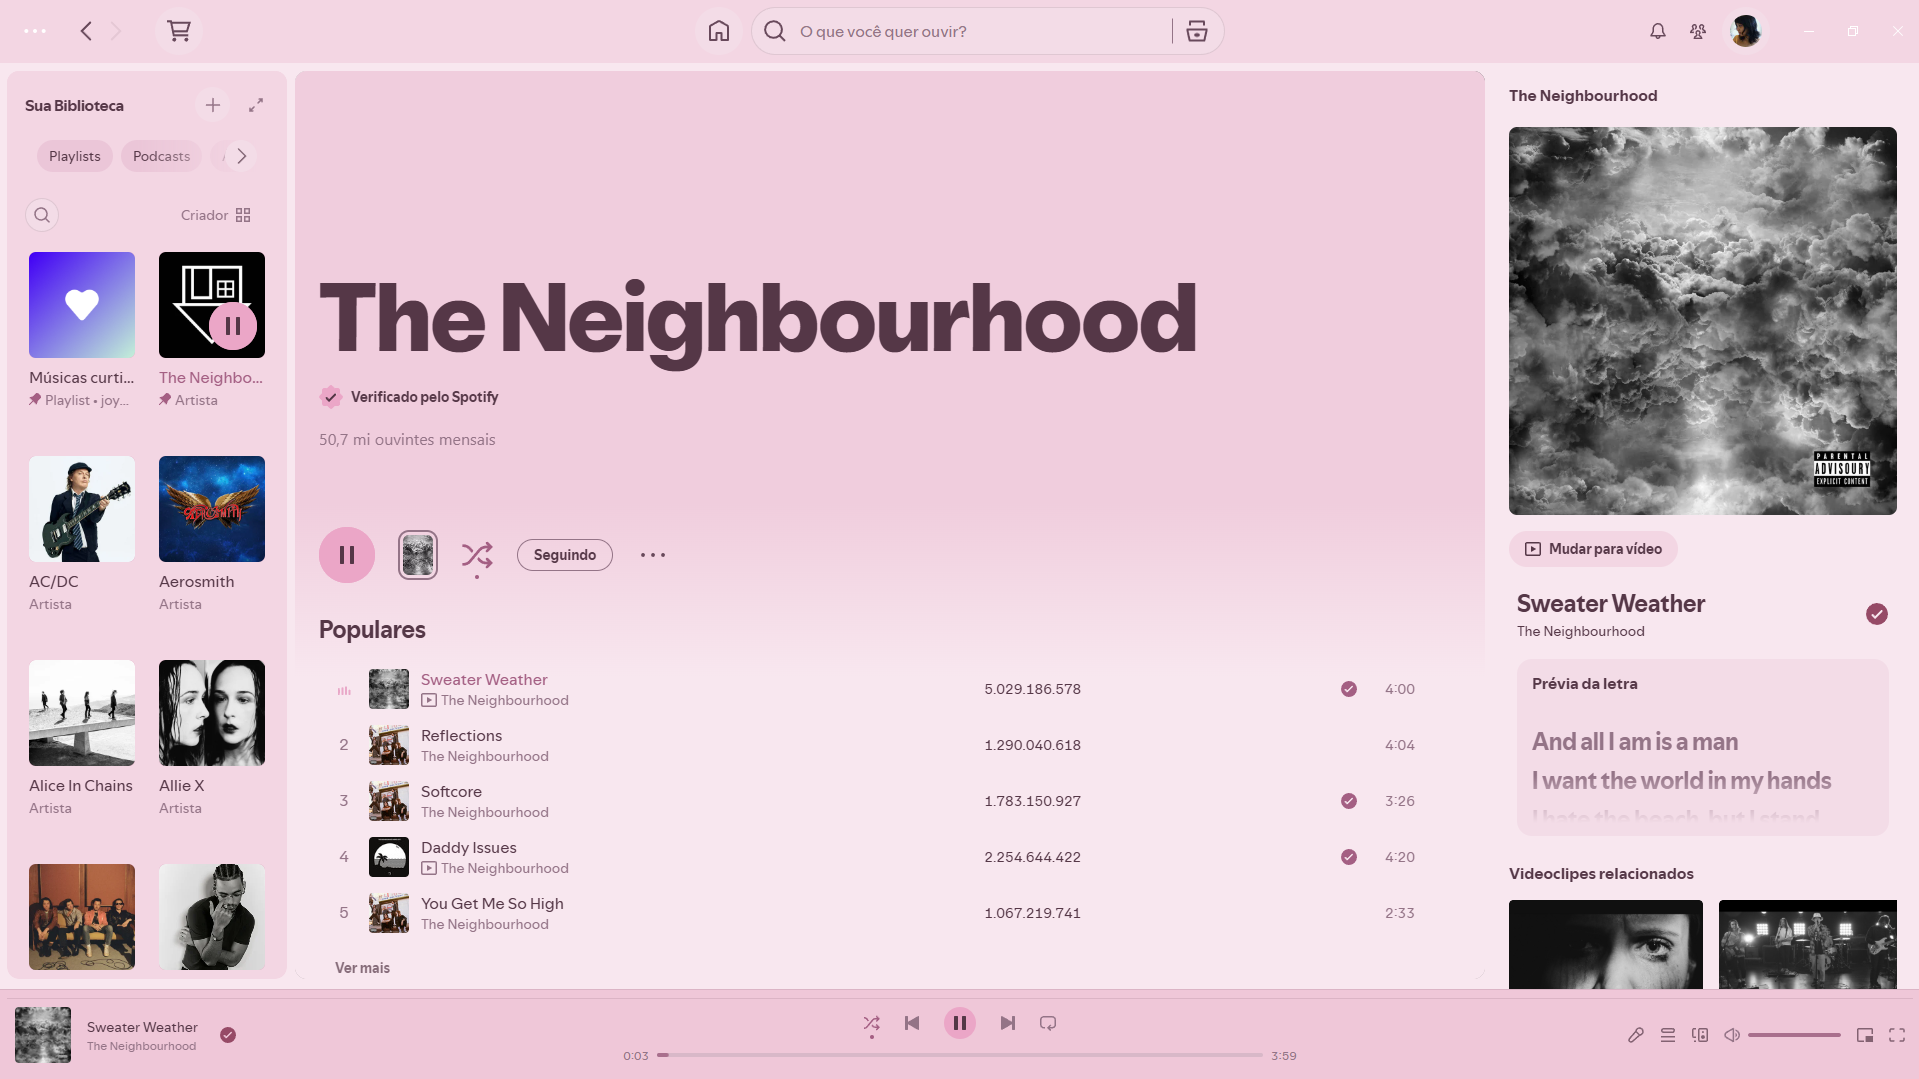 O que você quer ouvir?
Sua Biblioteca
Playlists
Podcasts
Criador
Músicas curti...
Playlist • joy...
The Neighbo...
Artista
AC/DC
Artista
Aerosmith
Artista
Alice In Chains
Artista
Allie X
Artista
The Neighbourhood
Verificado pelo Spotify
50,7 mi ouvintes mensais
Seguindo
Populares
Sweater Weather
The Neighbourhood
5.029.186.578
4:00
2
Reflections
The Neighbourhood
1.290.040.618
4:04
3
Softcore
The Neighbourhood
1.783.150.927
3:26
4
Daddy Issues
The Neighbourhood
2.254.644.422
4:20
5
You Get Me So High
The Neighbourhood
1.067.219.741
2:33
Ver mais
The Neighbourhood
PARENTAL
ADVISOURY
EXPLICIT CONTENT
Mudar para vídeo
Sweater Weather
The Neighbourhood
Prévia da letra
And all I am is a man
I want the world in my hands
I hate the beach, but I stand
Videoclipes relacionados
Sweater Weather
The Neighbourhood
0:03
3:59